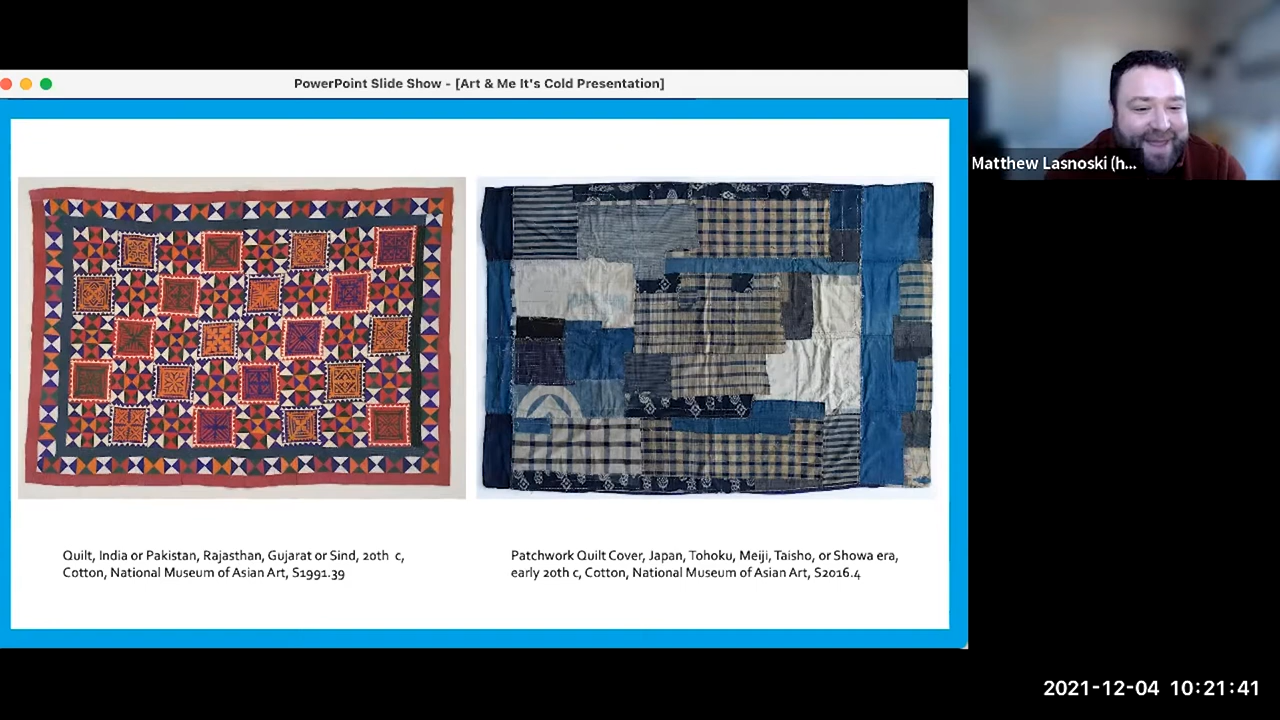 PowerPoint Slide Show - [Art & Me It's Cold Presentation]
Matthew Lasnoski (h...
Quilt, India or Pakistan, Rajasthan, Gujarat or Sind, 20th c,
Cotton, National Museum of Asian Art, S1991.39
Patchwork Quilt Cover, Japan, Tohoku, Meiji, Taisho, or Showa era,
early 20th c, Cotton, National Museum of Asian Art, S2016.4
2021-12-04 10:21:41